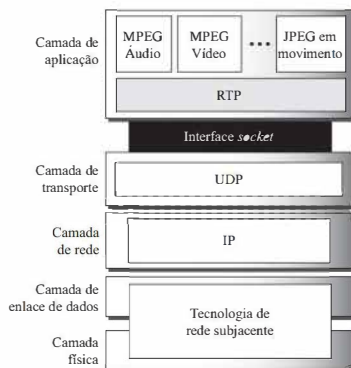 Camada de
aplicação
MPEG
Áudio
MPEG
Vídeo
JPEG em
movimento
RTP
Interface socket
Camada de
transporte
UDP
Camada
de rede
IP
Camada de
enlace de dados
Tecnologia de
rede subjacente
Camada
física